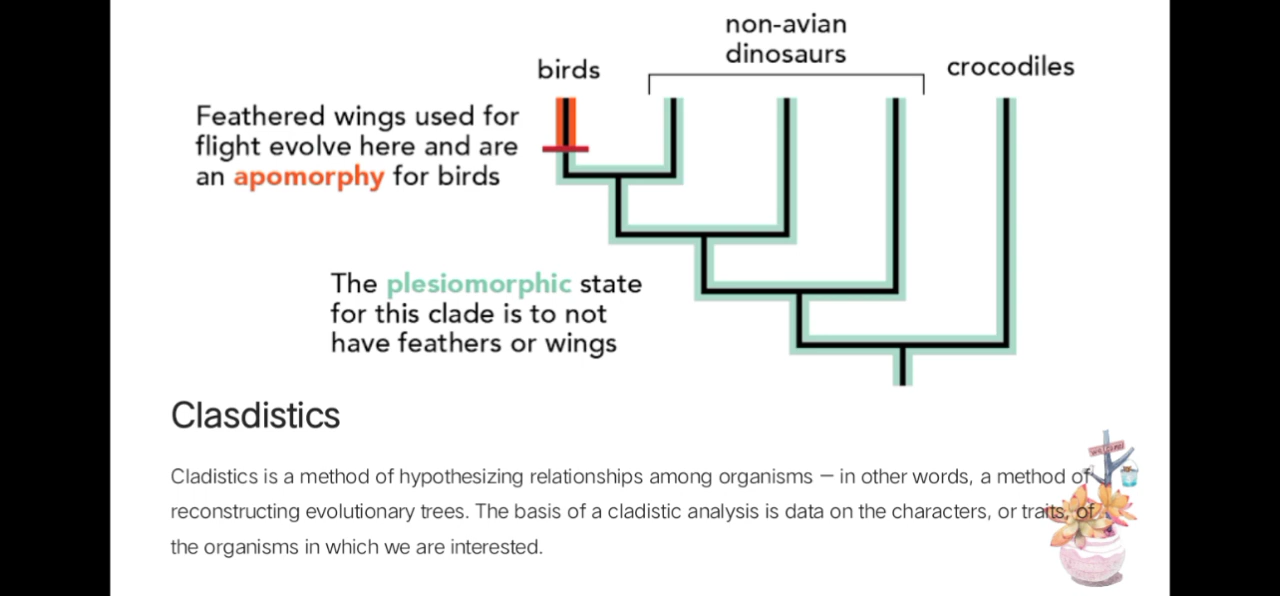 non-avian
dinosaurs
birds
crocodiles
Feathered wings used for
flight evolve here and are
an apomorphy for birds
The plesiomorphic state
for this clade is to not
have feathers or wings
Clasdistics
Cladistics is a method of hypothesizing relationships among organisms – in other words, a method of
reconstructing evolutionary trees. The basis of a cladistic analysis is data on the characters, or traits, of
the organisms in which we are interested.
WELCOME